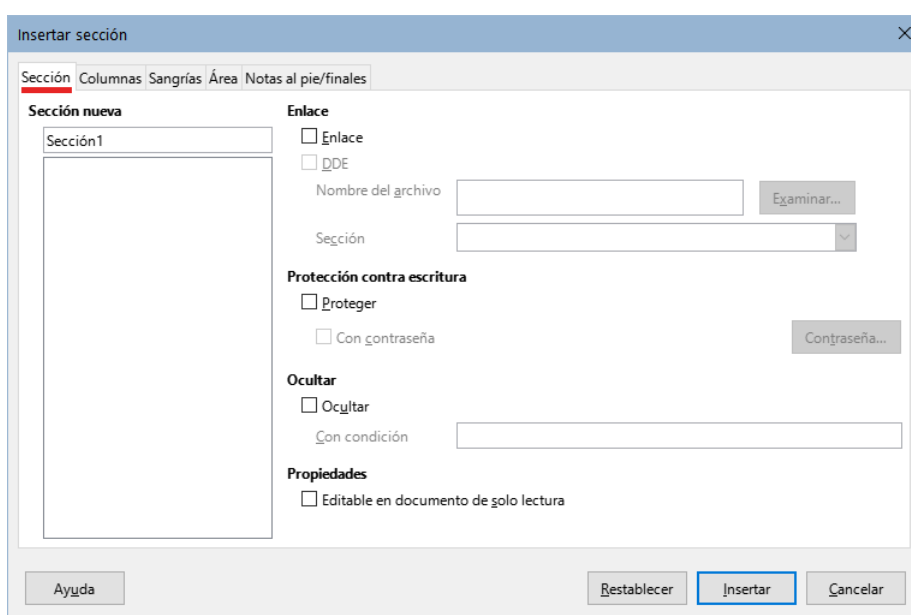 Insertar sección
Sección Columnas Sangrías Área Notas al pie/finales
Sección nueva
Sección1
Enlace
Enlace
DDE
Nombre del archivo
Examinar...
Sección
Protección contra escritura
Proteger
Con contraseña
Contraseña...
Ocultar
Ocultar
Con condición
Propiedades
Editable en documento de solo lectura
Ayuda
Restablecer
Insertar
Cancelar